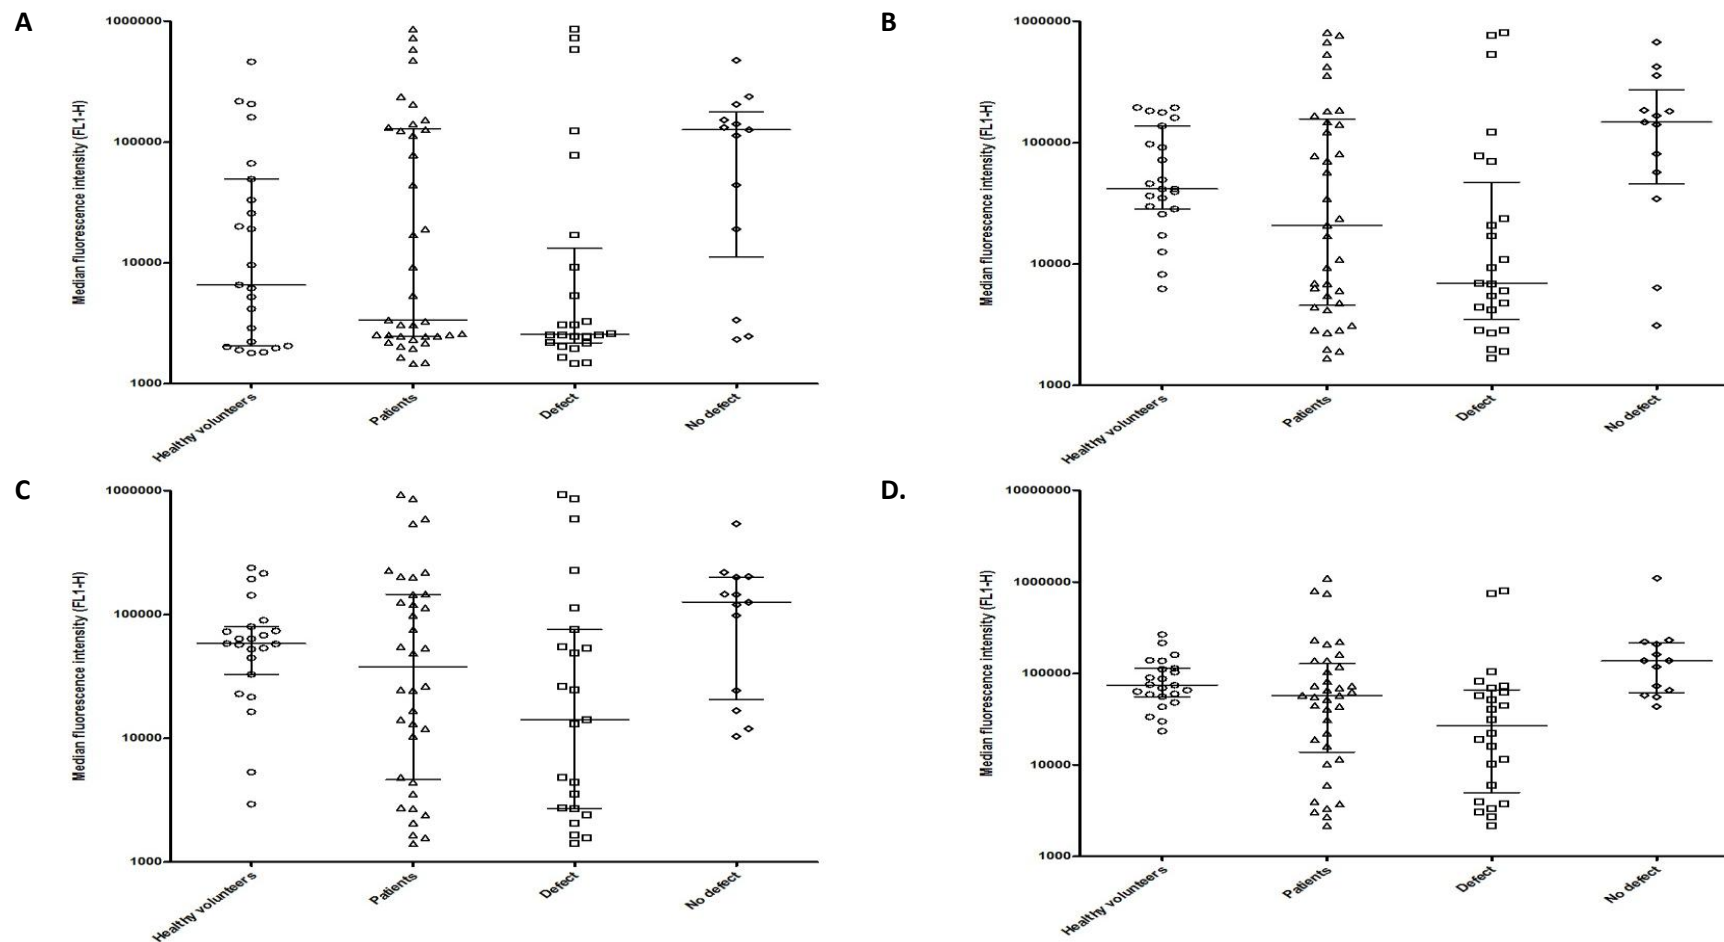 A
Median fluorescence intensity (FL1-H)
1000000
100000
10000
1000
Healthy volunteers
Patients
Defect
No defect
B
Median fluorescence intensity (FL1-H)
1000000
100000
10000
1000
Healthy volunteers
Patients
Defect
No defect
C
Median fluorescence intensity (FL1-H)
1000000
100000
10000
1000
Healthy volunteers
Patients
Defect
No defect
D.
Median fluorescence intensity (FL1-H)
10000000
1000000
100000
10000
1000
Healthy volunteers
Patients
Defect
No defect